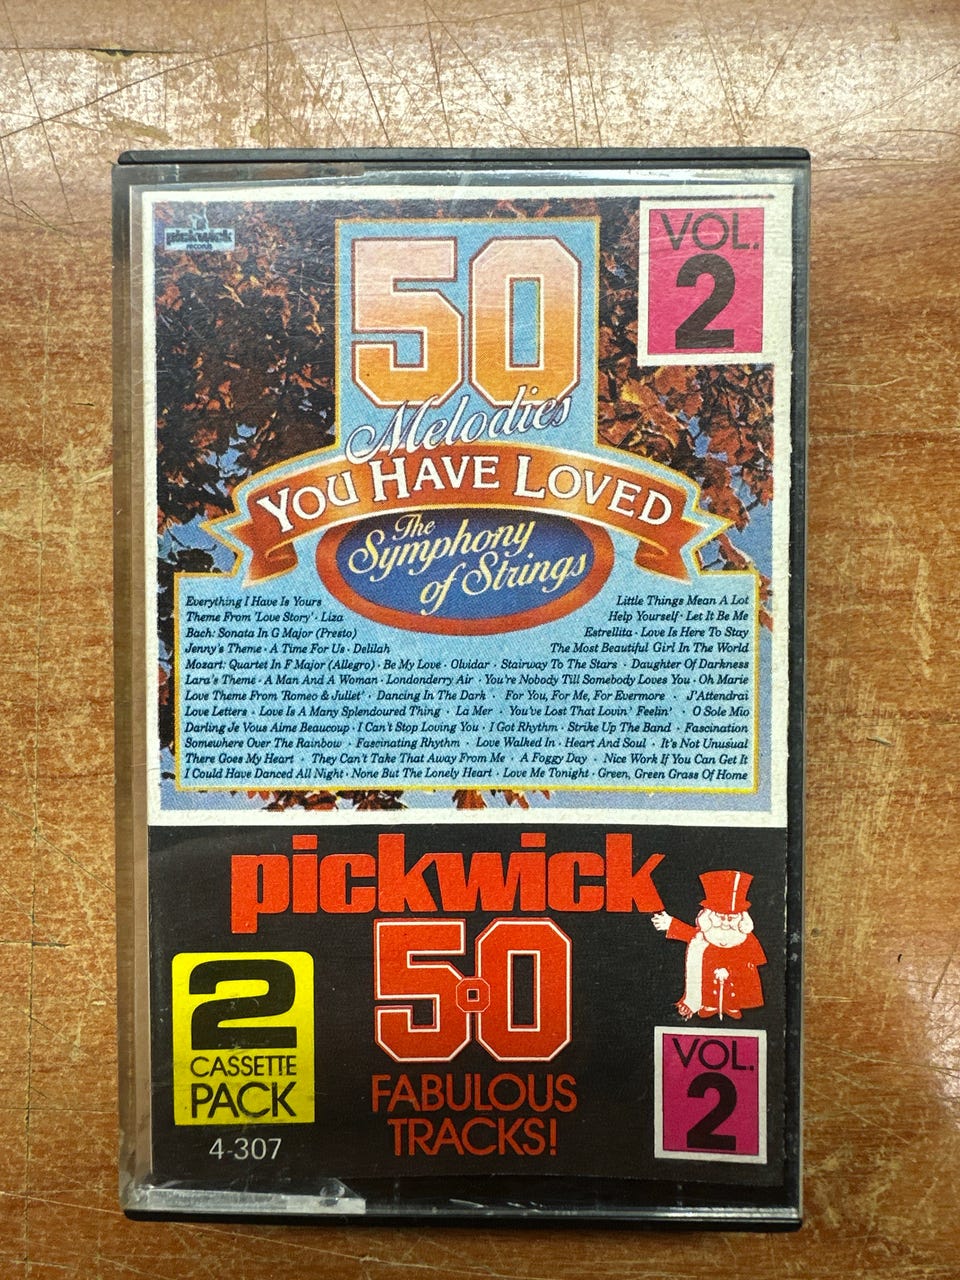 pickwick
records
VOL.
2
50
Melodies
YOU HAVE LOVED
The
Symphony
of Strings
Everything I Have Is Yours
Theme From 'Love Story' · Liza
Bach: Sonata In G Major (Presto)
Jenny's Theme · A Time For Us · Delilah
Little Things Mean A Lot
Help Yourself · Let It Be Me
Estrellita · Love Is Here To Stay
The Most Beautiful Girl In The World
Mozart: Quartet In F Major (Allegro) · Be My Love · Olvidar · Stairway To The Stars · Daughter Of Darkness
Lara's Theme · A Man And A Woman · Londonderry Air · You're Nobody Till Somebody Loves You · Oh Marie
Love Theme From 'Romeo & Juliet' · Dancing In The Dark · For You, For Me, For Evermore · J'Attendrai
Love Letters · Love Is A Many Splendoured Thing · La Mer · You've Lost That Lovin' Feelin' · O Sole Mio
Darling Je Vous Aime Beaucoup · I Can't Stop Loving You · I Got Rhythm · Strike Up The Band · Fascination
Somewhere Over The Rainbow · Fascinating Rhythm · Love Walked In · Heart And Soul · It's Not Unusual
There Goes My Heart · They Can't Take That Away From Me · A Foggy Day · Nice Work If You Can Get It
I Could Have Danced All Night · None But The Lonely Heart · Love Me Tonight · Green, Green Grass Of Home
pickwick
50
2
CASSETTE
PACK
4-307
FABULOUS
TRACKS!
VOL.
2